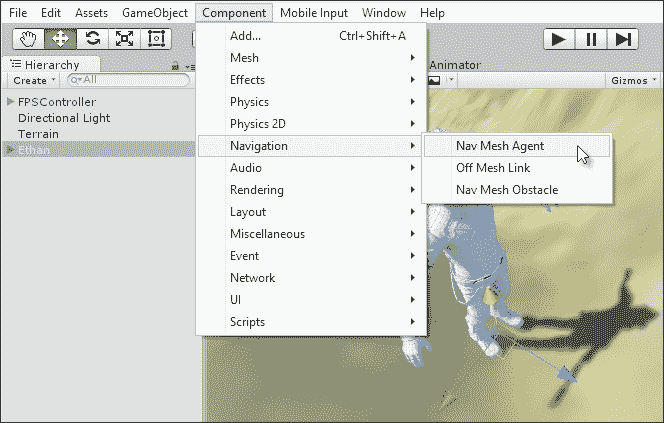 File Edit Assets GameObject Component Mobile Input Window Help
Hierarchy
Create All
FPSController
Directional Light
Terrain
Ethan
Add... Ctrl+Shift+A
Mesh
Effects
Physics
Physics 2D
Navigation
Audio
Rendering
Layout
Miscellaneous
Event
Network
UI
Scripts
Nav Mesh Agent
Off Mesh Link
Nav Mesh Obstacle
Animator
Gizmos